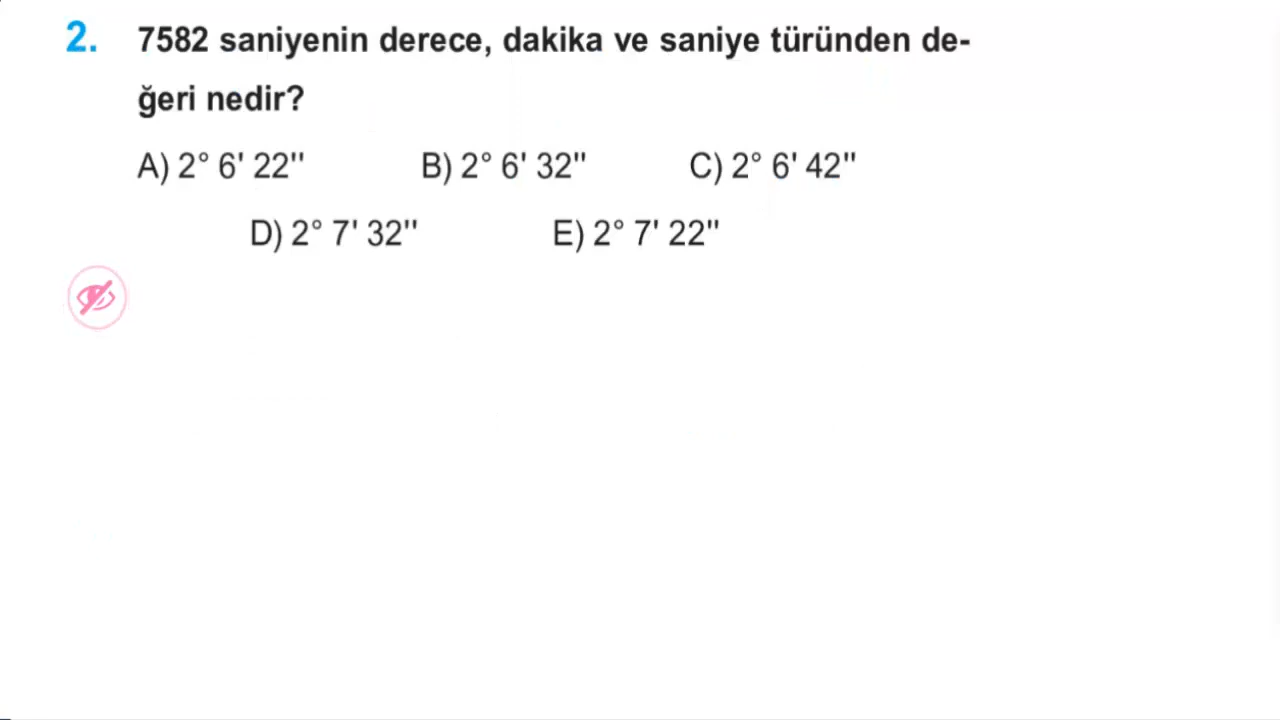 2. 7582 saniyenin derece, dakika ve saniye türünden de-
ğeri nedir?
A) 2° 6' 22" B) 2° 6' 32" C) 2° 6' 42"
D) 2° 7' 32" E) 2° 7' 22"